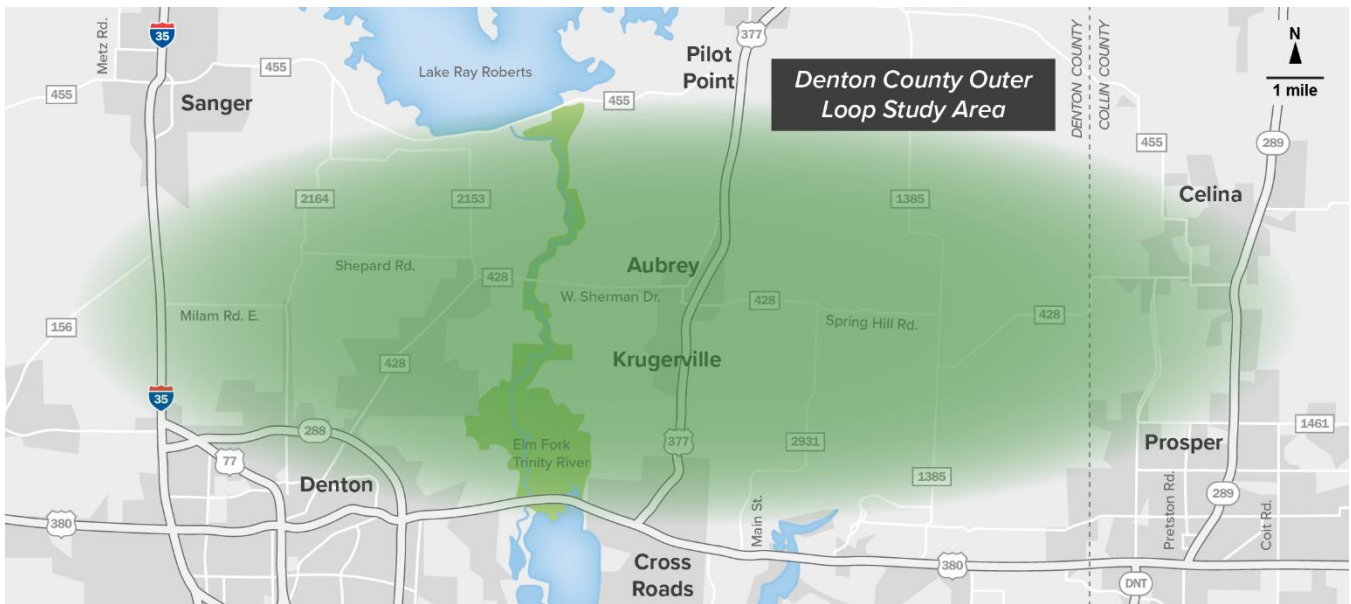 Metz Rd.
35
455
455
Sanger
Lake Ray Roberts
455
Pilot
Point
377
Denton County Outer
Loop Study Area
DENTON COUNTY
COLLIN COUNTY
N
1 mile
289
455
Celina
2164
2153
1385
Shepard Rd.
428
Aubrey
W. Sherman Dr.
428
Spring Hill Rd.
428
Milam Rd. E.
156
428
Krugerville
35
288
77
Denton
Elm Fork
Trinity River
377
2931
1385
1461
Prosper
289
380
Main St.
Pretston Rd.
Coit Rd.
Cross
Roads
380
DNT